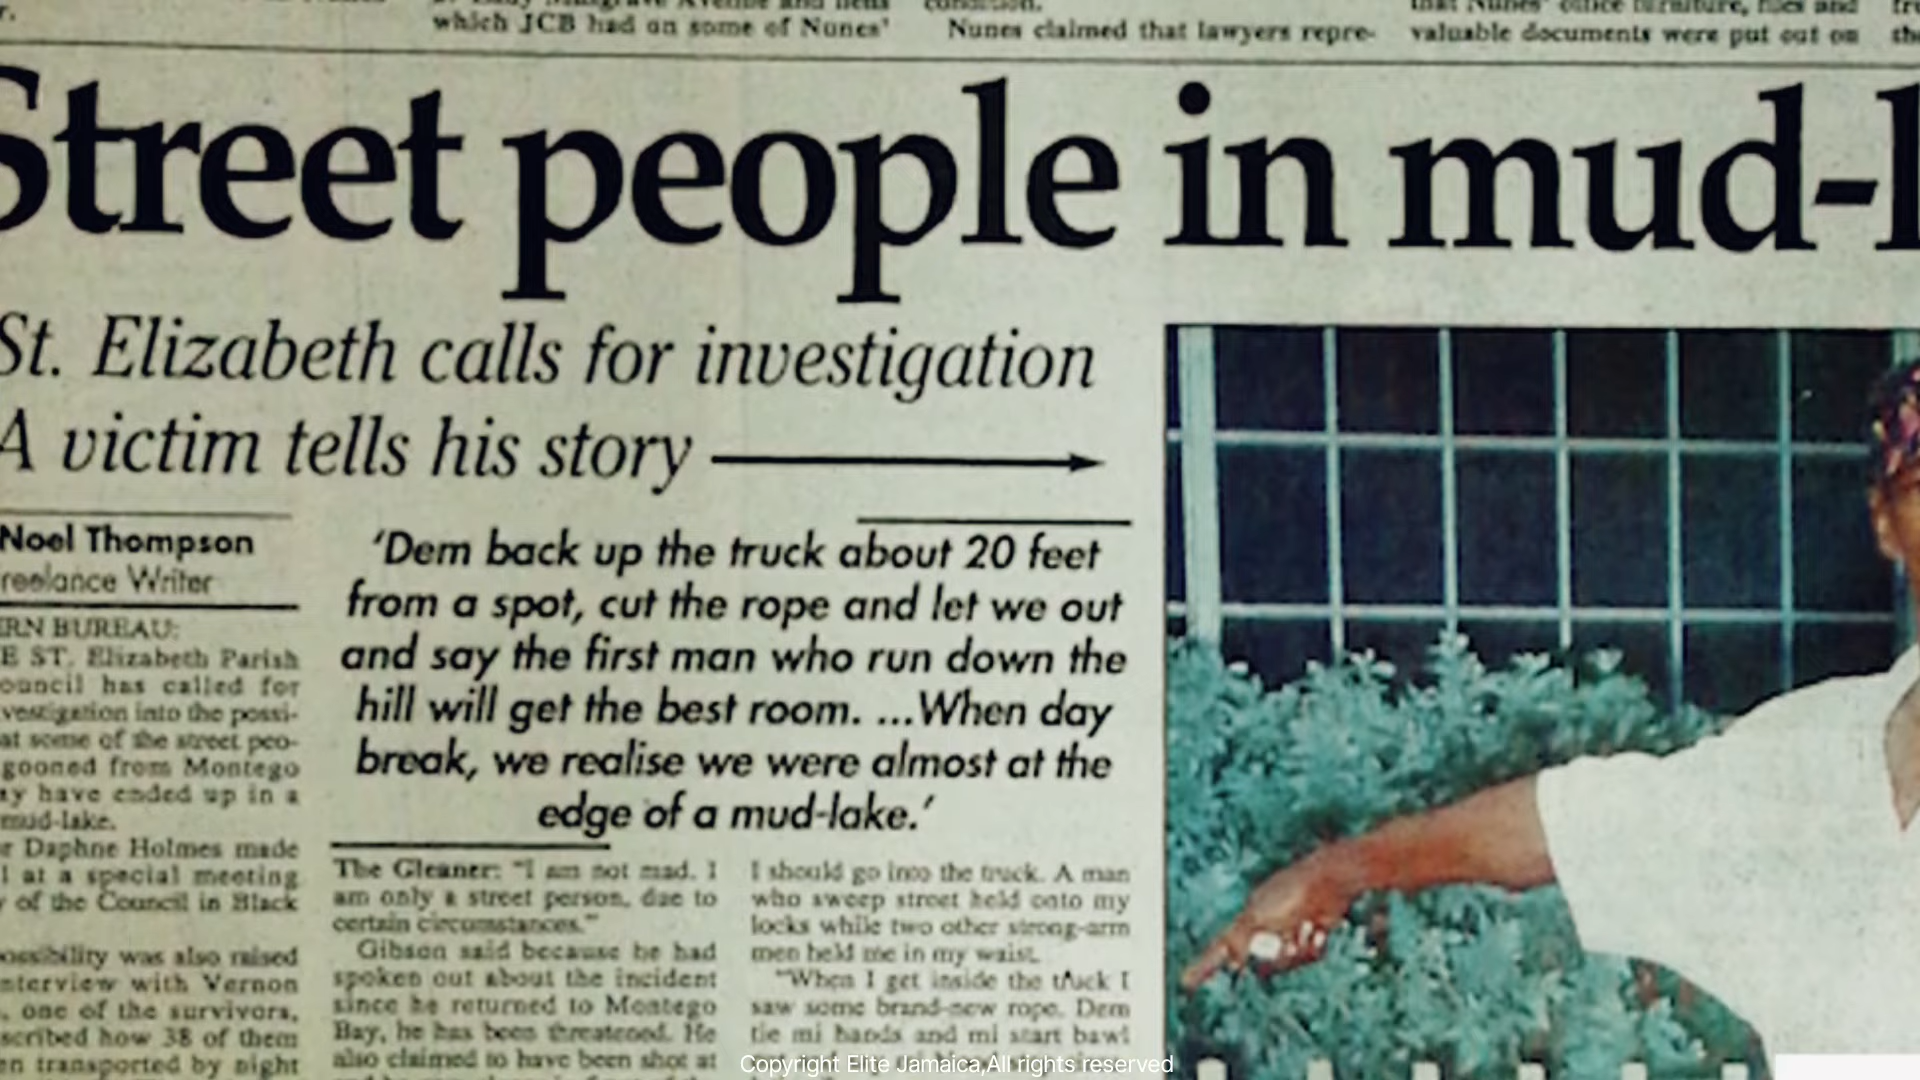 which JCB had on some of Nunes'
Nunes claimed that lawyers repre-
that Nunes' office furniture, files and
valuable documents were put out on
Street people in mud-l
St. Elizabeth calls for investigation
A victim tells his story
Noel Thompson
reelance Writer
ERN BUREAU:
E ST. Elizabeth Parish
ouncil has called for
vestigation into the possi-
at some of the street peo-
gooned from Montego
ay have ended up in a
mud-lake.
r Daphne Holmes made
l at a special meeting
y of the Council in Black
ossibility was also raised
nterview with Vernon
, one of the survivors,
scribed how 38 of them
en transported by night
'Dem back up the truck about 20 feet
from a spot, cut the rope and let we out
and say the first man who run down the
hill will get the best room. ...When day
break, we realise we were almost at the
edge of a mud-lake.'
The Gleaner: "I am not mad. I
am only a street person, due to
certain circumstances."
Gibson said because he had
spoken out about the incident
since he returned to Montego
Bay, he has been threatened. He
also claimed to have been shot at
I should go into the truck. A man
who sweep street held onto my
locks while two other strong-arm
men held me in my waist.
"When I get inside the truck I
saw some brand-new rope. Dem
tie mi hands and mi start bawl
Copyright Elite Jamaica,All rights reserved